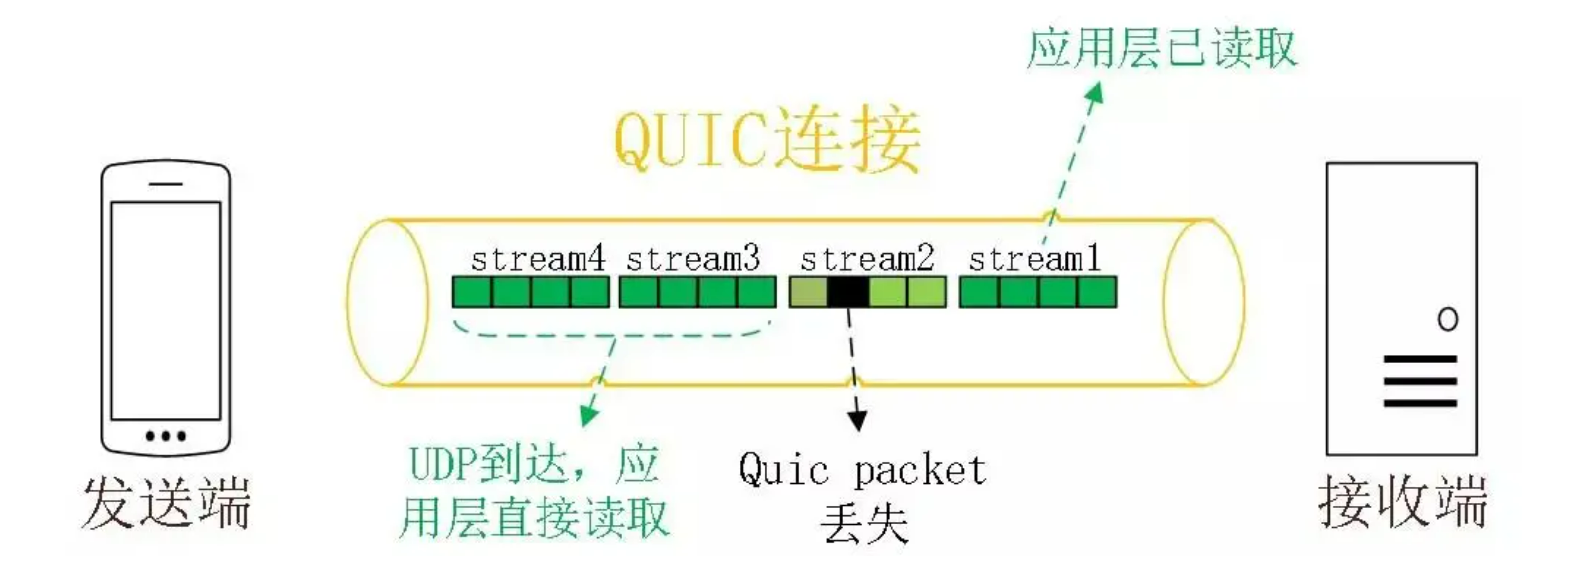 应用层已读取
QUIC连接
stream4 stream3 stream2 stream1
UDP到达，应
用层直接读取
Quic packet
丢失
发送端
接收端